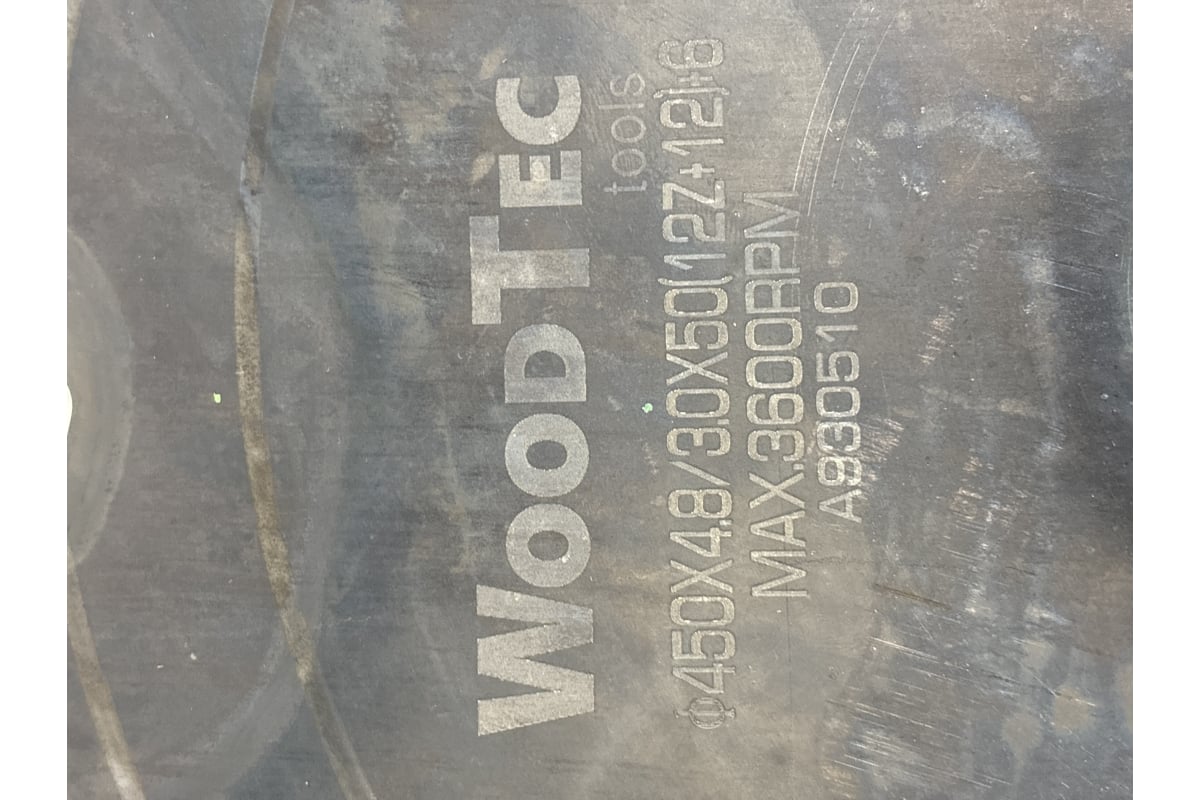 WOODTEC
tools
ϕ450X4.8/3.0X50(12Z+12)+6
MAX.3600RPM
A930510